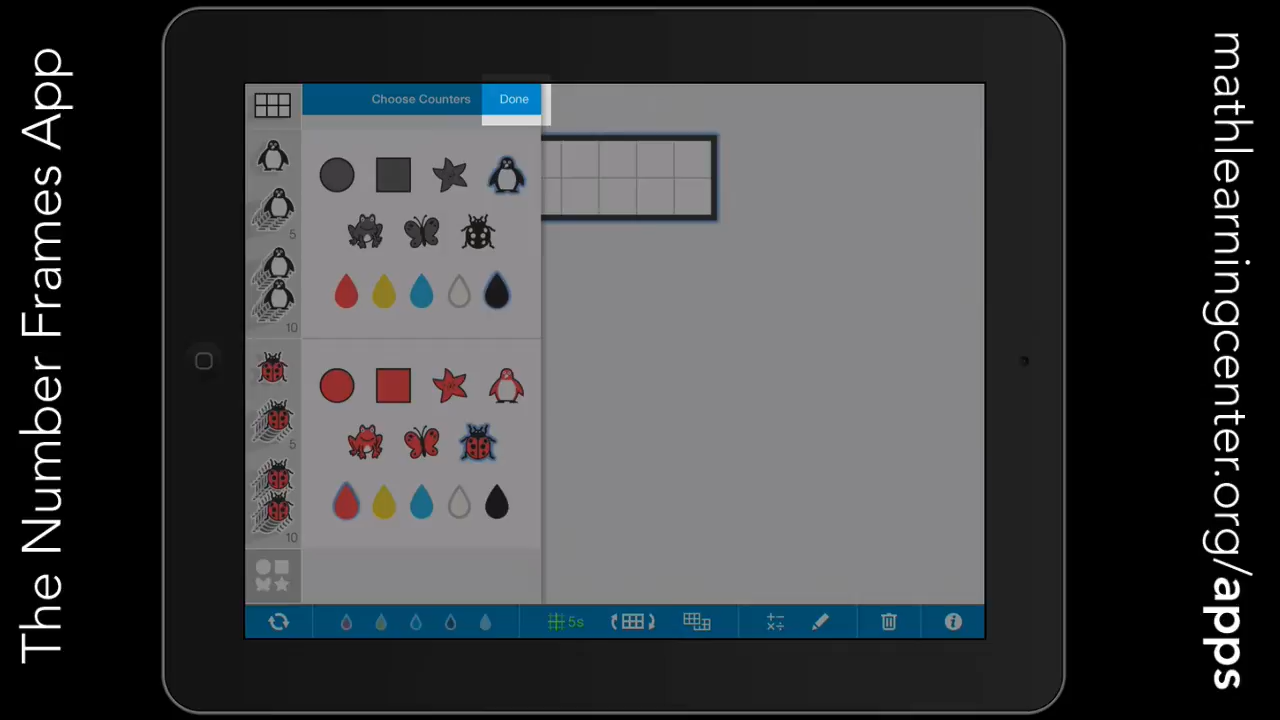 The Number Frames App
Choose Counters
Done
5
10
5
10
5s
mathlearningcenter.org/apps